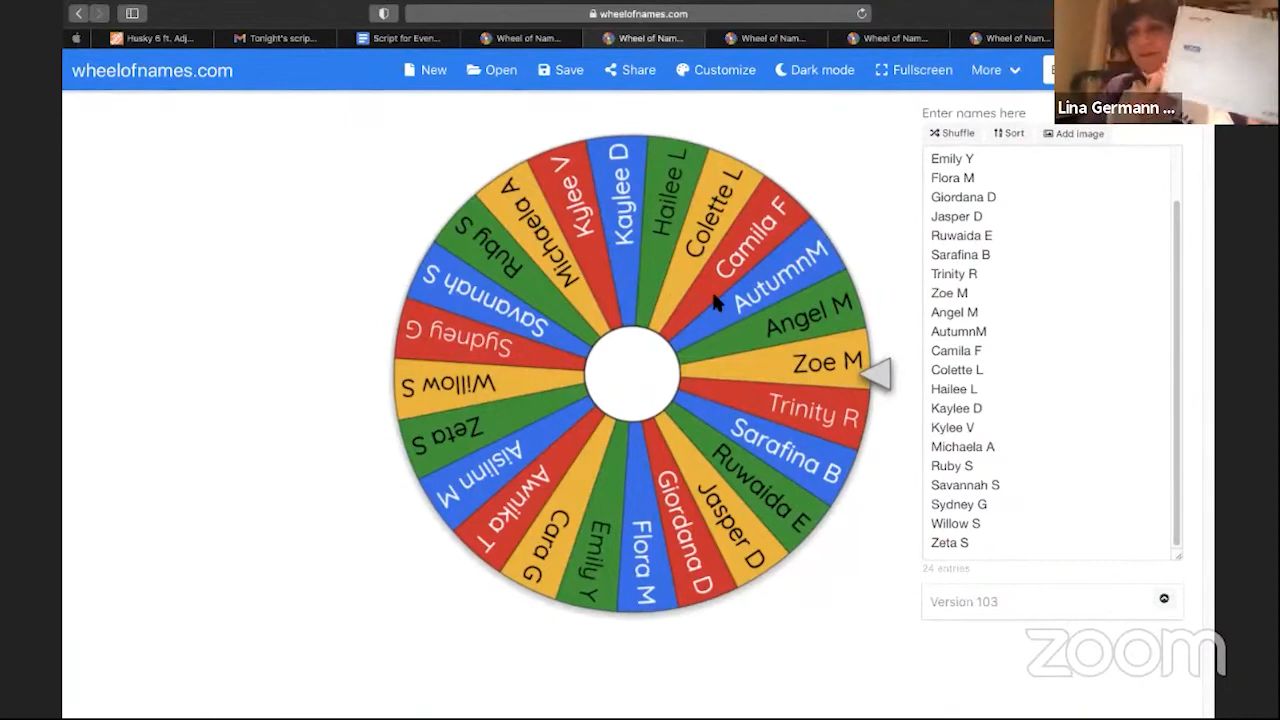 wheelofnames.com
Husky 6 ft. Adj...
Tonight's scrip...
Script for Even...
Wheel of Nam...
Wheel of Nam...
Wheel of Nam...
Wheel of Nam...
Wheel of Nam...
wheelofnames.com
New
Open
Save
Share
Customize
Dark mode
Fullscreen
More
Lina Germann ...
Enter names here
Shuffle
Sort
Add image
Emily Y
Flora M
Giordana D
Jasper D
Ruwaida E
Sarafina B
Trinity R
Zoe M
Angel M
AutumnM
Camila F
Colette L
Hailee L
Kaylee D
Kylee V
Michaela A
Ruby S
Savannah S
Sydney G
Willow S
Zeta S
24 entries
Version 103
Kaylee D
Hailee L
Colette L
Camila F
AutumnM
Angel M
Zoe M
Trinity R
Sarafina B
Ruwaida E
Jasper D
Giordana D
Flora M
Emily Y
Cara G
Awnika T
Aislinn M
Zeta S
Willow S
Sydney G
Savannah S
Ruby S
Michaela A
Kylee V
zoom